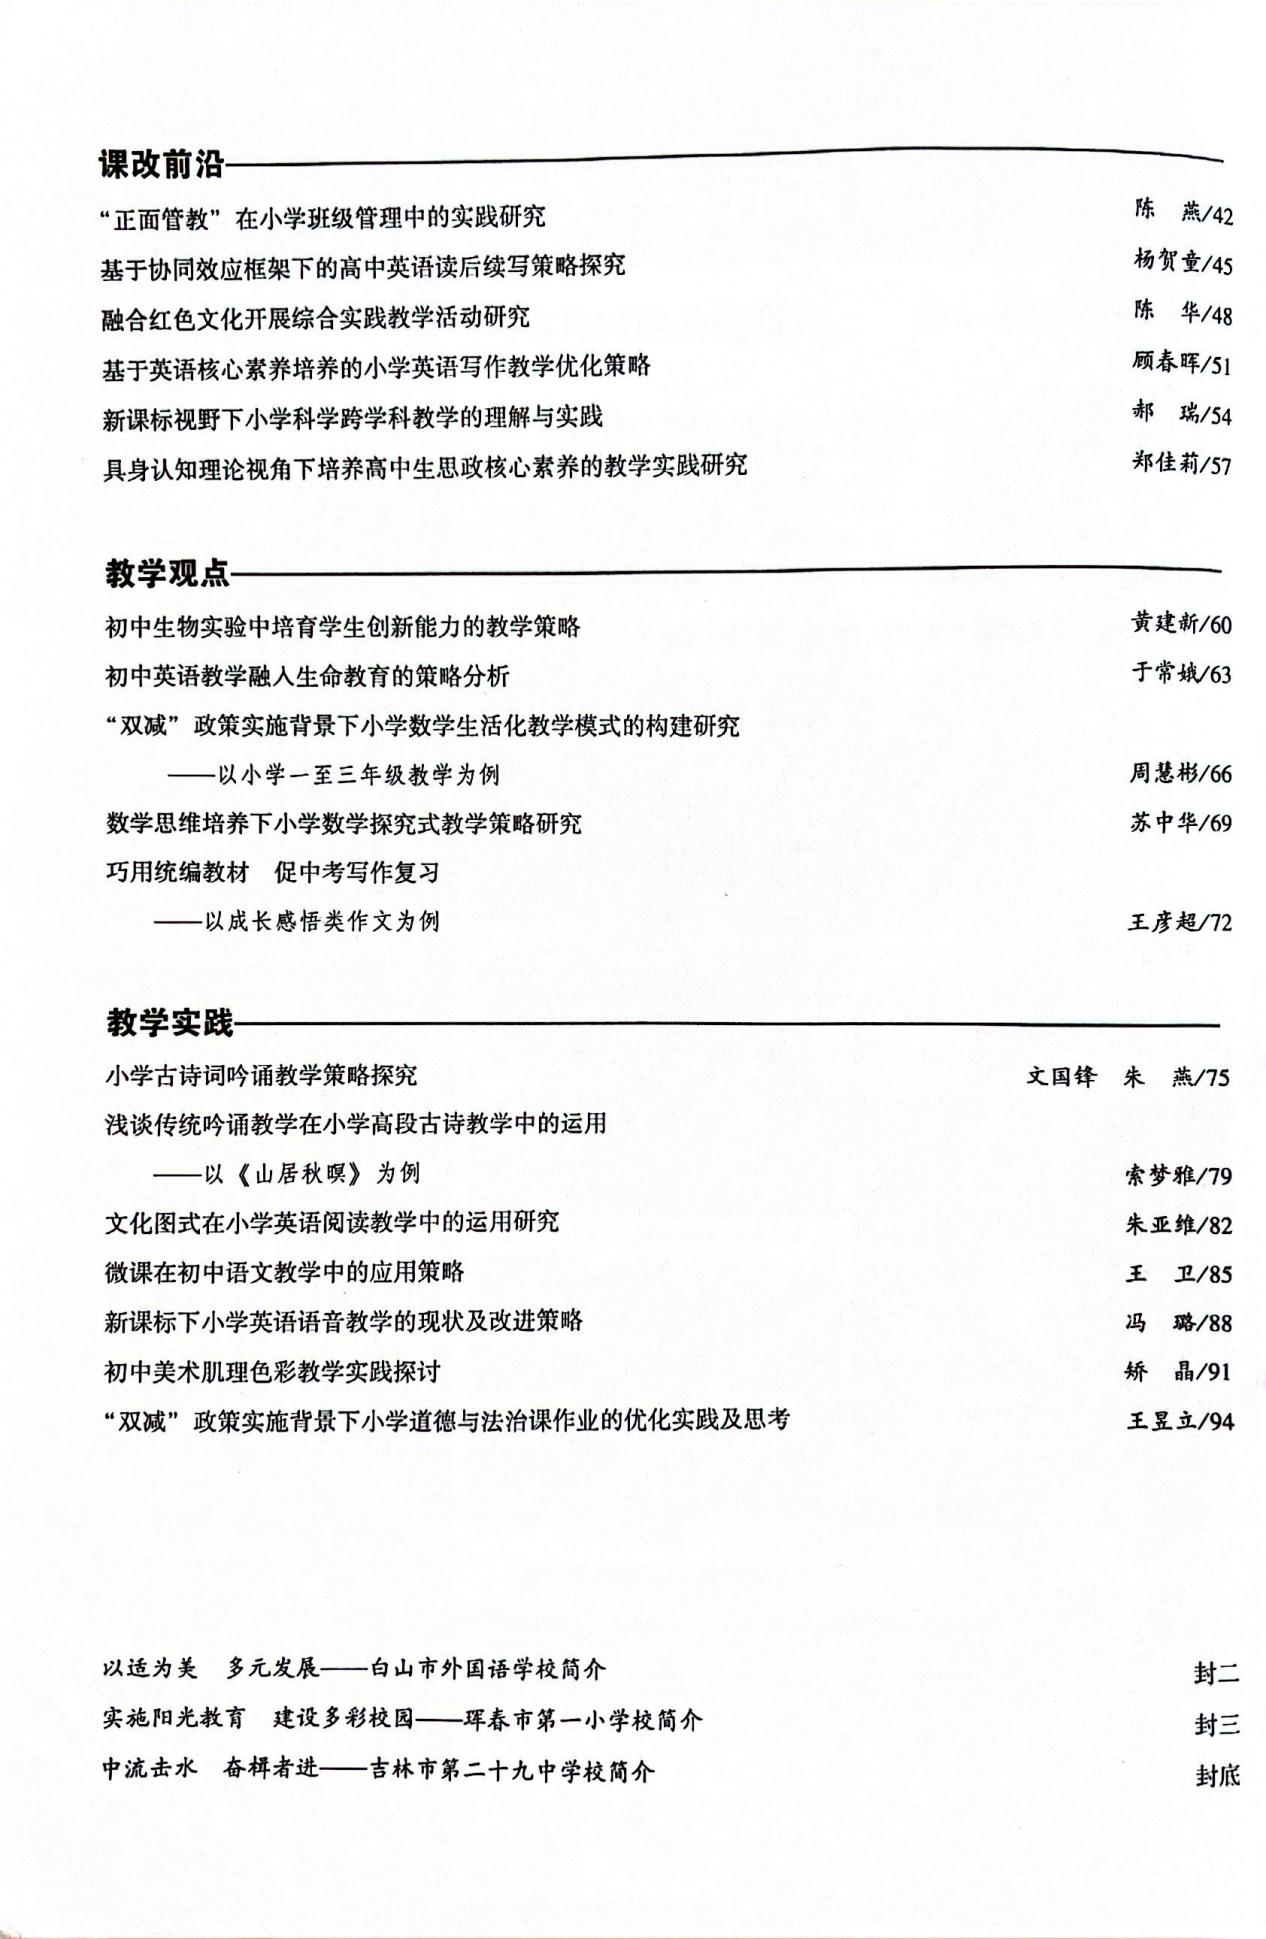 课改前沿
“正面管教”在小学班级管理中的实践研究 陈　燕/42
基于协同效应框架下的高中英语读后续写策略探究 杨贺童/45
融合红色文化开展综合实践教学活动研究 陈　华/48
基于英语核心素养培养的小学英语写作教学优化策略 顾春晖/51
新课标视野下小学科学跨学科教学的理解与实践 郝　瑞/54
具身认知理论视角下培养高中生思政核心素养的教学实践研究 郑佳莉/57
教学观点
初中生物实验中培育学生创新能力的教学策略 黄建新/60
初中英语教学融入生命教育的策略分析 于常娥/63
“双减”政策实施背景下小学数学生活化教学模式的构建研究
——以小学一至三年级教学为例 周慧彬/66
数学思维培养下小学数学探究式教学策略研究 苏中华/69
巧用统编教材　促中考写作复习
——以成长感悟类作文为例 王彦超/72
教学实践
小学古诗词吟诵教学策略探究 文国锋　朱　燕/75
浅谈传统吟诵教学在小学高段古诗教学中的运用
——以《山居秋暝》为例 索梦雅/79
文化图式在小学英语阅读教学中的运用研究 朱亚维/82
微课在初中语文教学中的应用策略 王　卫/85
新课标下小学英语语音教学的现状及改进策略 冯　璐/88
初中美术肌理色彩教学实践探讨 矫　晶/91
“双减”政策实施背景下小学道德与法治课作业的优化实践及思考 王昱立/94
以适为美　多元发展——白山市外国语学校简介 封二
实施阳光教育　建设多彩校园——珲春市第一小学校简介 封三
中流击水　奋楫者进——吉林市第二十九中学校简介 封底